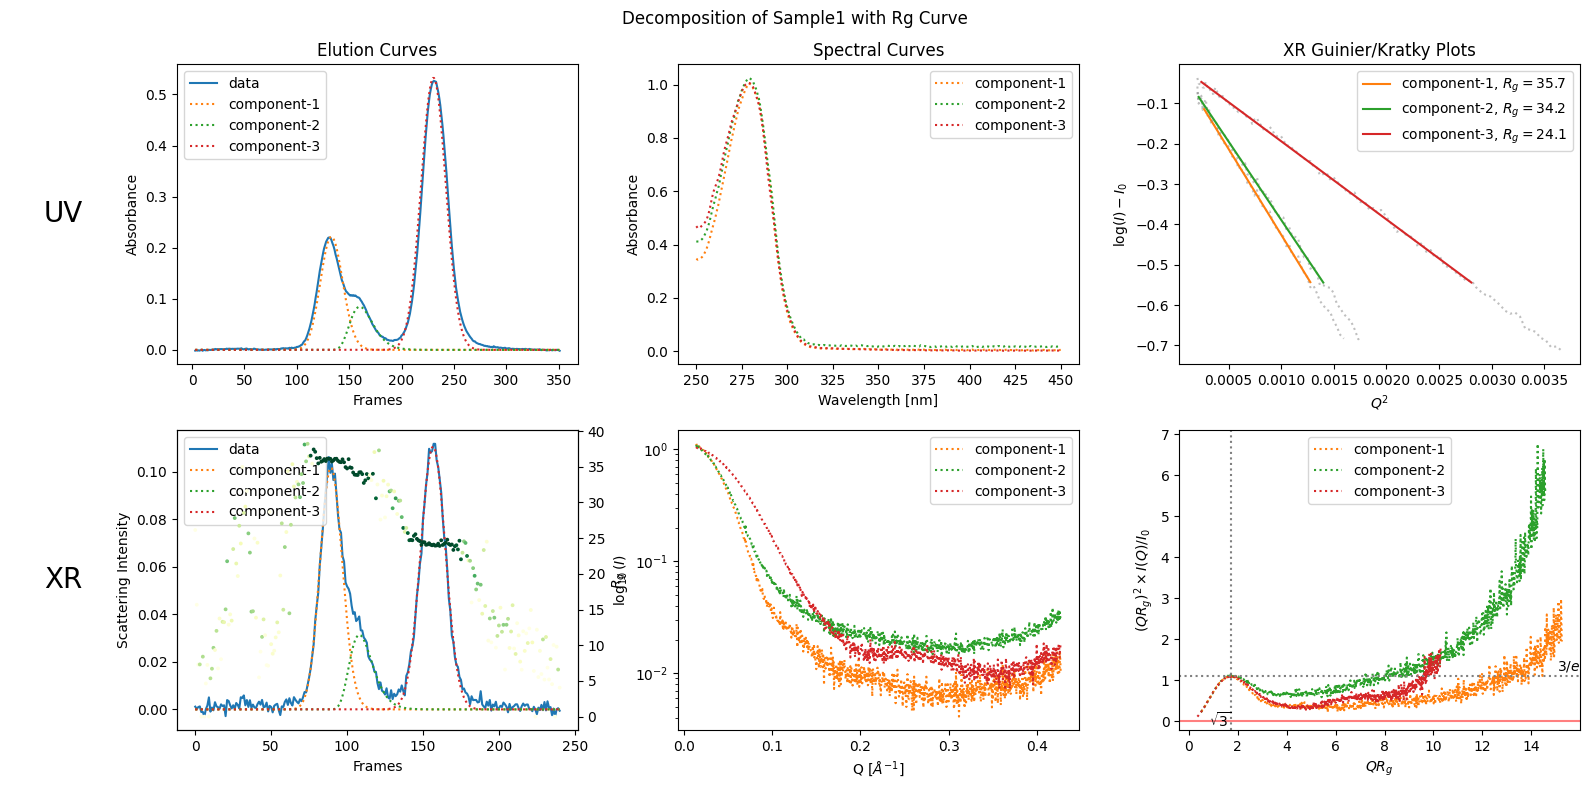 Decomposition of Sample1 with Rg Curve
Elution Curves
Spectral Curves
XR Guinier/Kratky Plots
UV
Absorbance
0.0
0.1
0.2
0.3
0.4
0.5
data
component-1
component-2
component-3
0 50 100 150 200 250 300 350
Frames
Absorbance
0.0
0.2
0.4
0.6
0.8
1.0
component-1
component-2
component-3
250 275 300 325 350 375 400 425 450
Wavelength [nm]
log(I) − I₀
−0.1
−0.2
−0.3
−0.4
−0.5
−0.6
−0.7
component-1, R_g = 35.7
component-2, R_g = 34.2
component-3, R_g = 24.1
0.0005 0.0010 0.0015 0.0020 0.0025 0.0030 0.0035
Q²
XR
Scattering Intensity
0.00
0.02
0.04
0.06
0.08
0.10
data
component-1
component-2
component-3
0 50 100 150 200 250
Frames
0
5
10
15
20
25
30
35
40
10⁰
10⁻¹
10⁻²
component-1
component-2
component-3
0.0 0.1 0.2 0.3 0.4
Q [Å⁻¹]
(QR_g)² × I(Q)/I₀
0
1
2
3
4
5
6
7
component-1
component-2
component-3
3/e
√3
0 2 4 6 8 10 12 14
QR_g